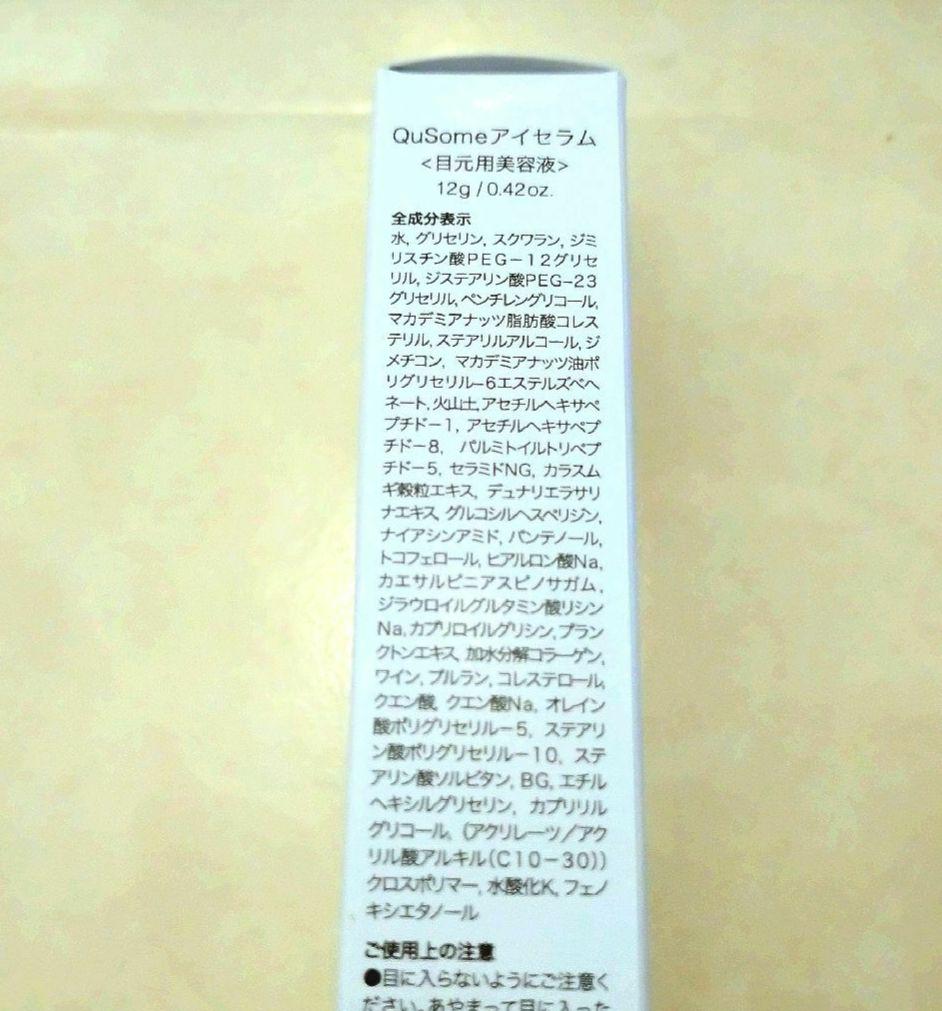 QuSomeアイセラム
<目元用美容液>
12g / 0.42oz.
全成分表示
水, グリセリン, スクワラン, ジミ
リスチン酸PEG-12グリセ
リル, ジステアリン酸PEG-23
グリセリル, ペンチレングリコール,
マカデミアナッツ脂肪酸コレス
テリル, ステアリルアルコール, ジ
メチコン, マカデミアナッツ油ポ
リグリセリル-6エステルズベヘ
ネート, 火山土, アセチルヘキサペ
プチド-1, アセチルヘキサペプ
チド-8, パルミトイルトリペプ
チド-5, セラミドNG, カラスム
ギ穀粒エキス, デュナリエラサリ
ナエキス, グルコシルヘスペリジン,
ナイアシンアミド, パンテノール,
トコフェロール, ヒアルロン酸Na,
カエサルピニアスピノサガム,
ジラウロイルグルタミン酸リシン
Na, カプリロイルグリシン, プラン
クトンエキス, 加水分解コラーゲン,
ワイン, プルラン, コレステロール,
クエン酸, クエン酸Na, オレイン
酸ポリグリセリル-5, ステアリ
ン酸ポリグリセリル-10, ステ
アリン酸ソルビタン, BG, エチル
ヘキシルグリセリン, カプリリル
グリコール, (アクリレーツ/アク
リル酸アルキル(C10-30))
クロスポリマー, 水酸化K, フェノ
キシエタノール
ご使用上の注意
●目に入らないようにご注意く
ださい。あやまって目に入った